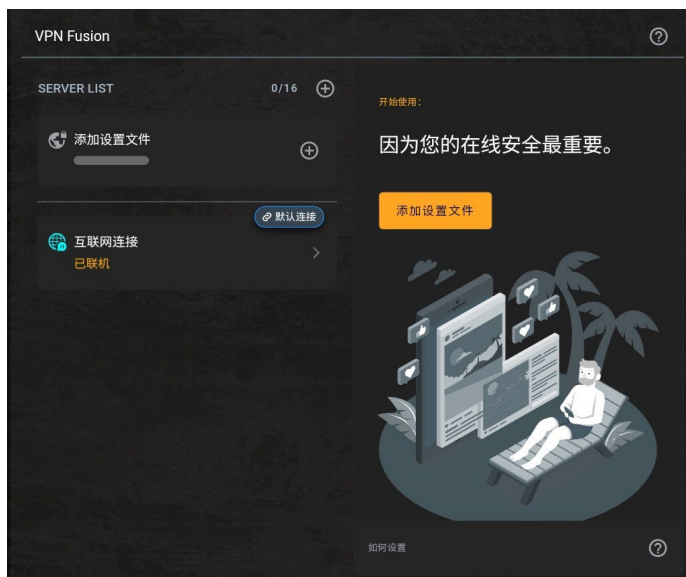 VPN Fusion
SERVER LIST 0/16
添加设置文件
默认连接
互联网连接
已联机
开始使用：
因为您的在线安全最重要。
添加设置文件
如何设置